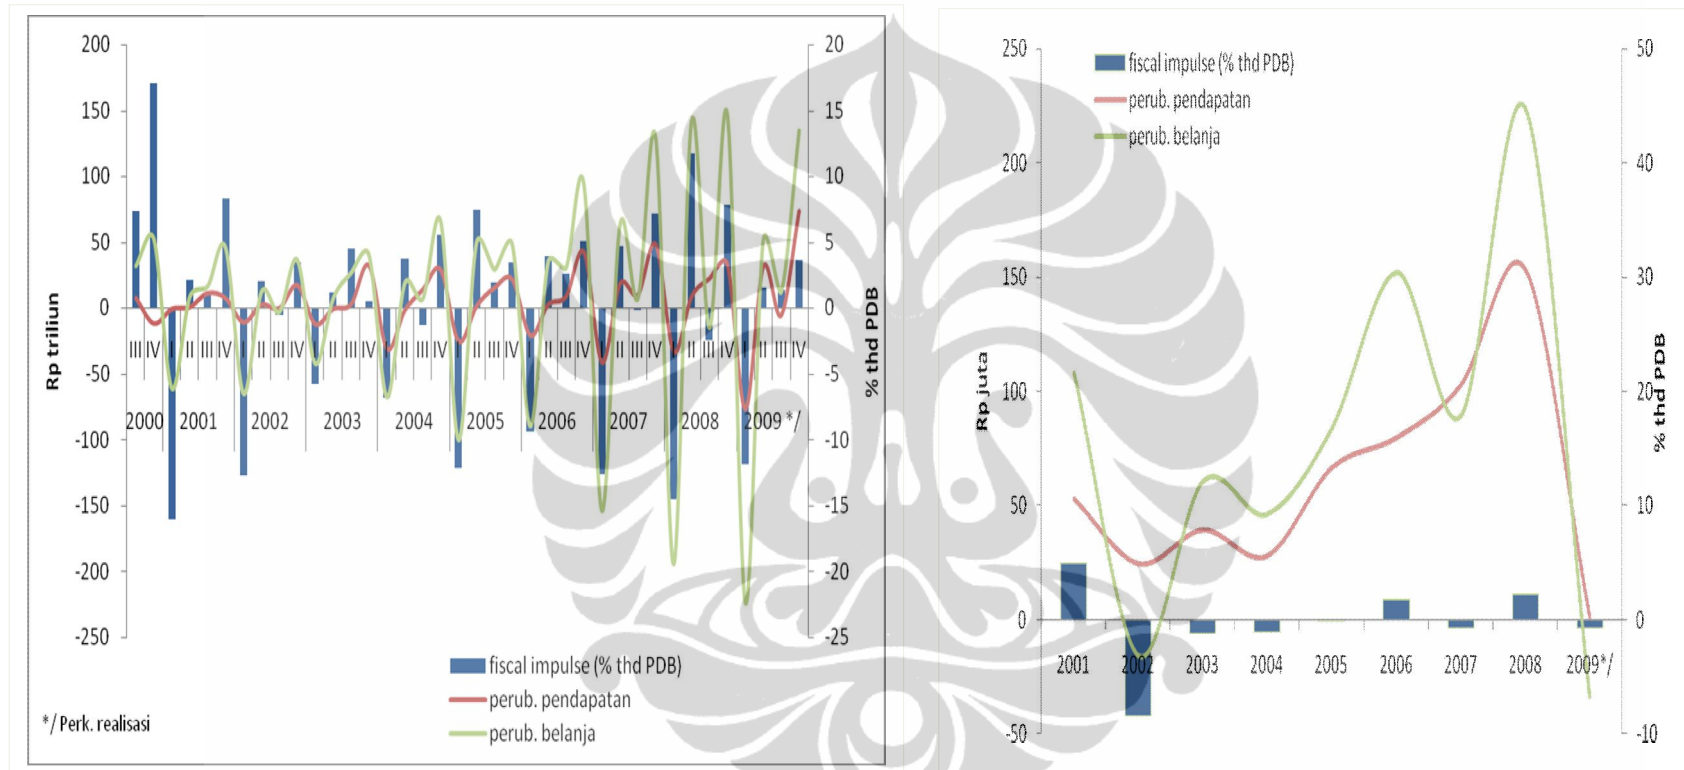 200
150
100
50
0
-50
-100
-150
-200
-250
Rp triliun
20
15
10
5
0
-5
-10
-15
-20
-25
% thd PDB
III IV I II III IV I II III IV I II III IV I II III IV I II III IV I II III IV I II III IV I II III IV I II III IV
2000 2001 2002 2003 2004 2005 2006 2007 2008 2009 */
fiscal impulse (% thd PDB)
perub. pendapatan
perub. belanja
*/ Perk. realisasi
250
200
150
100
50
0
-50
Rp juta
fiscal impulse (% thd PDB)
perub. pendapatan
perub. belanja
50
40
30
20
10
0
-10
% thd PDB
2001 2002 2003 2004 2005 2006 2007 2008 2009*/